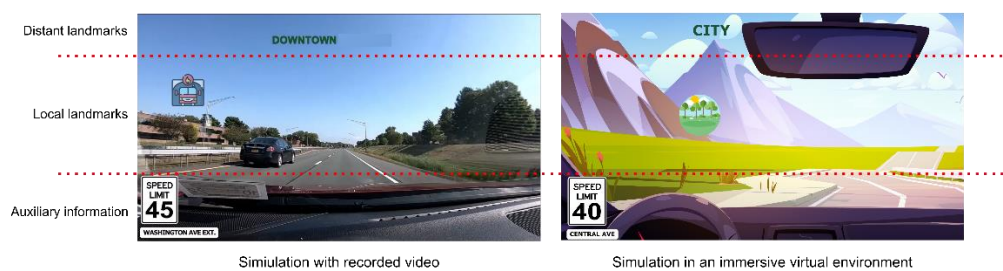 Distant landmarks
Local landmarks
Auxiliary information
DOWNTOWN
SPEED
LIMIT
45
WASHINGTON AVE EXT.
CITY
SPEED
LIMIT
40
CENTRAL AVE
Simiulation with recorded video
Simulation in an immersive virtual environment